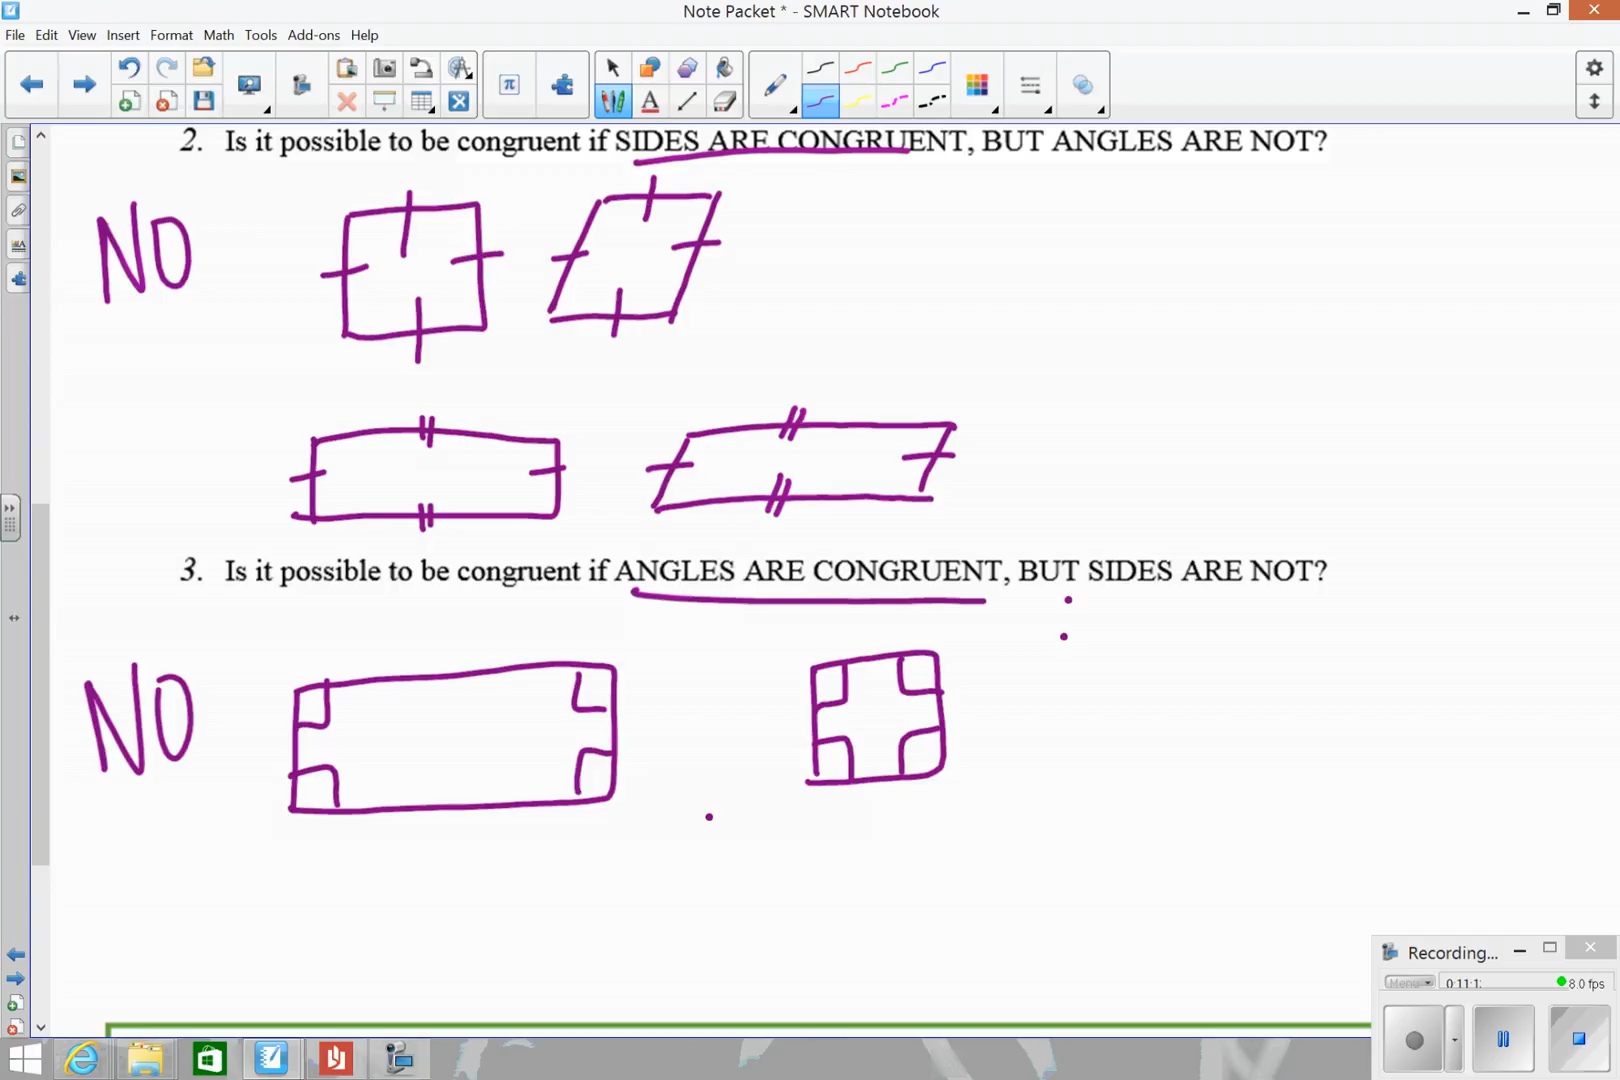 Note Packet * - SMART Notebook
File Edit View Insert Format Math Tools Add-ons Help
π
A
2. Is it possible to be congruent if SIDES ARE CONGRUENT, BUT ANGLES ARE NOT?
NO
3. Is it possible to be congruent if ANGLES ARE CONGRUENT, BUT SIDES ARE NOT?
NO
Recording...
Menu 8.0 fps